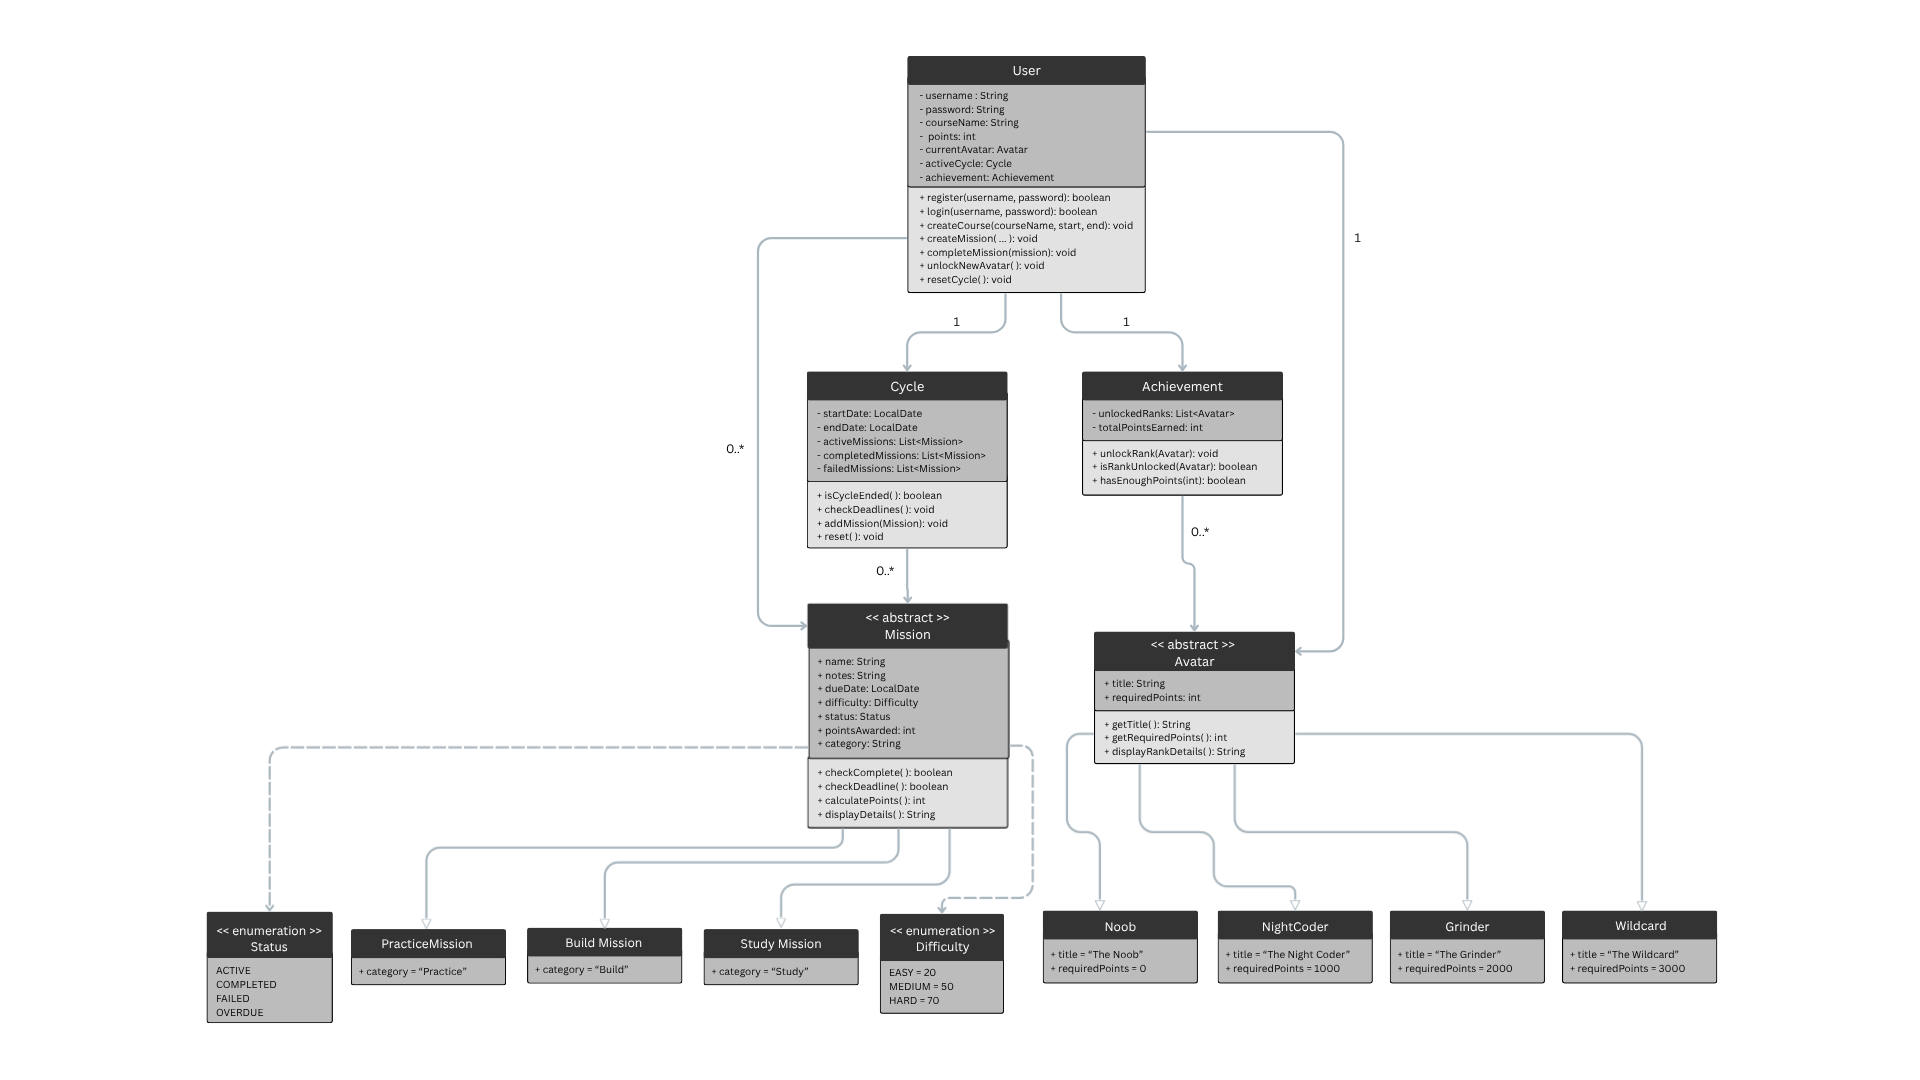 User
- username : String
- password: String
- courseName: String
-  points: int
- currentAvatar: Avatar
- activeCycle: Cycle
- achievement: Achievement
+ register(username, password): boolean
+ login(username, password): boolean
+ createCourse(courseName, start, end): void
+ createMission( ... ): void
+ completeMission(mission): void
+ unlockNewAvatar( ): void
+ resetCycle( ): void
1
1
1
0..*
Cycle
- startDate: LocalDate
- endDate: LocalDate
- activeMissions: List<Mission>
- completedMissions: List<Mission>
- failedMissions: List<Mission>
+ isCycleEnded( ): boolean
+ checkDeadlines( ): void
+ addMission(Mission): void
+ reset( ): void
0..*
Achievement
- unlockedRanks: List<Avatar>
- totalPointsEarned: int
+ unlockRank(Avatar): void
+ isRankUnlocked(Avatar): boolean
+ hasEnoughPoints(int): boolean
0..*
<< abstract >>
Mission
+ name: String
+ notes: String
+ dueDate: LocalDate
+ difficulty: Difficulty
+ status: Status
+ pointsAwarded: int
+ category: String
+ checkComplete( ): boolean
+ checkDeadline( ): boolean
+ calculatePoints( ): int
+ displayDetails( ): String
<< abstract >>
Avatar
+ title: String
+ requiredPoints: int
+ getTitle( ): String
+ getRequiredPoints( ): int
+ displayRankDetails( ): String
<< enumeration >>
Status
ACTIVE
COMPLETED
FAILED
OVERDUE
PracticeMission
+ category = “Practice”
Build Mission
+ category = “Build”
Study Mission
+ category = “Study”
<< enumeration >>
Difficulty
EASY = 20
MEDIUM = 50
HARD = 70
Noob
+ title = “The Noob”
+ requiredPoints = 0
NightCoder
+ title = “The Night Coder”
+ requiredPoints = 1000
Grinder
+ title = “The Grinder”
+ requiredPoints = 2000
Wildcard
+ title = “The Wildcard”
+ requiredPoints = 3000